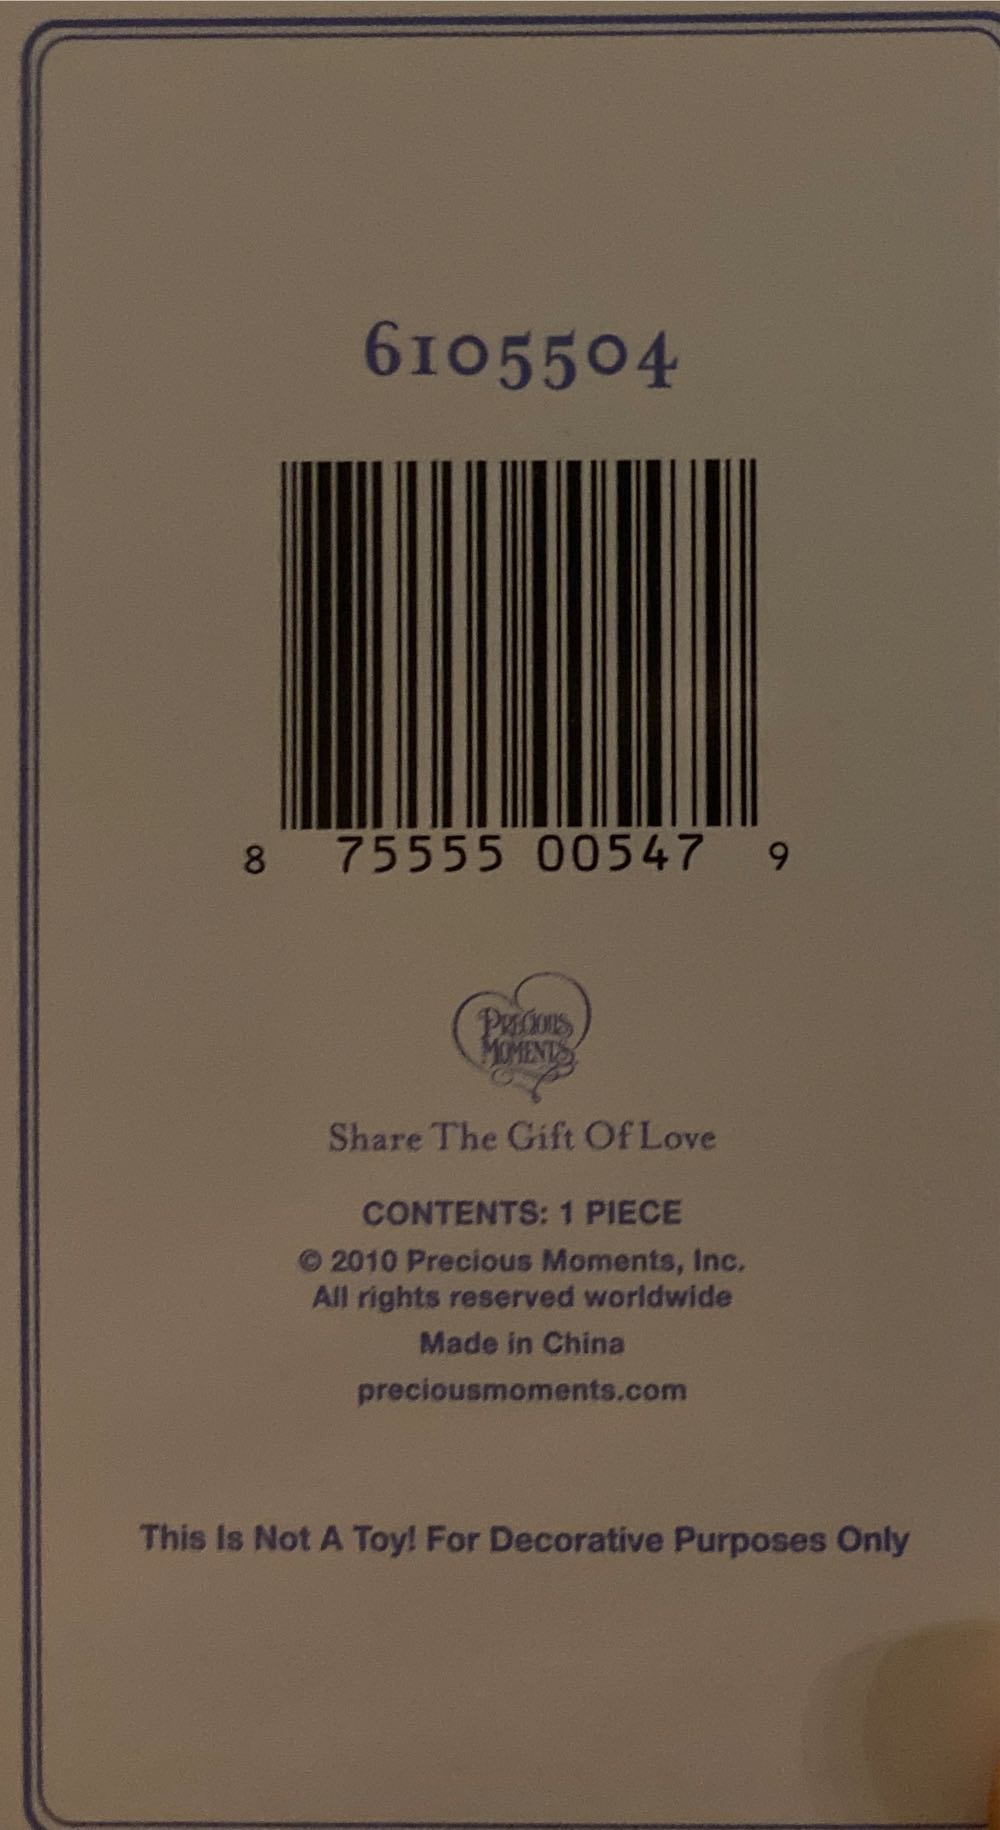 6105504
8 75555 00547 9
PRECIOUS
MOMENTS
Share The Gift Of Love
CONTENTS: 1 PIECE
© 2010 Precious Moments, Inc.
All rights reserved worldwide
Made in China
preciousmoments.com
This Is Not A Toy! For Decorative Purposes Only